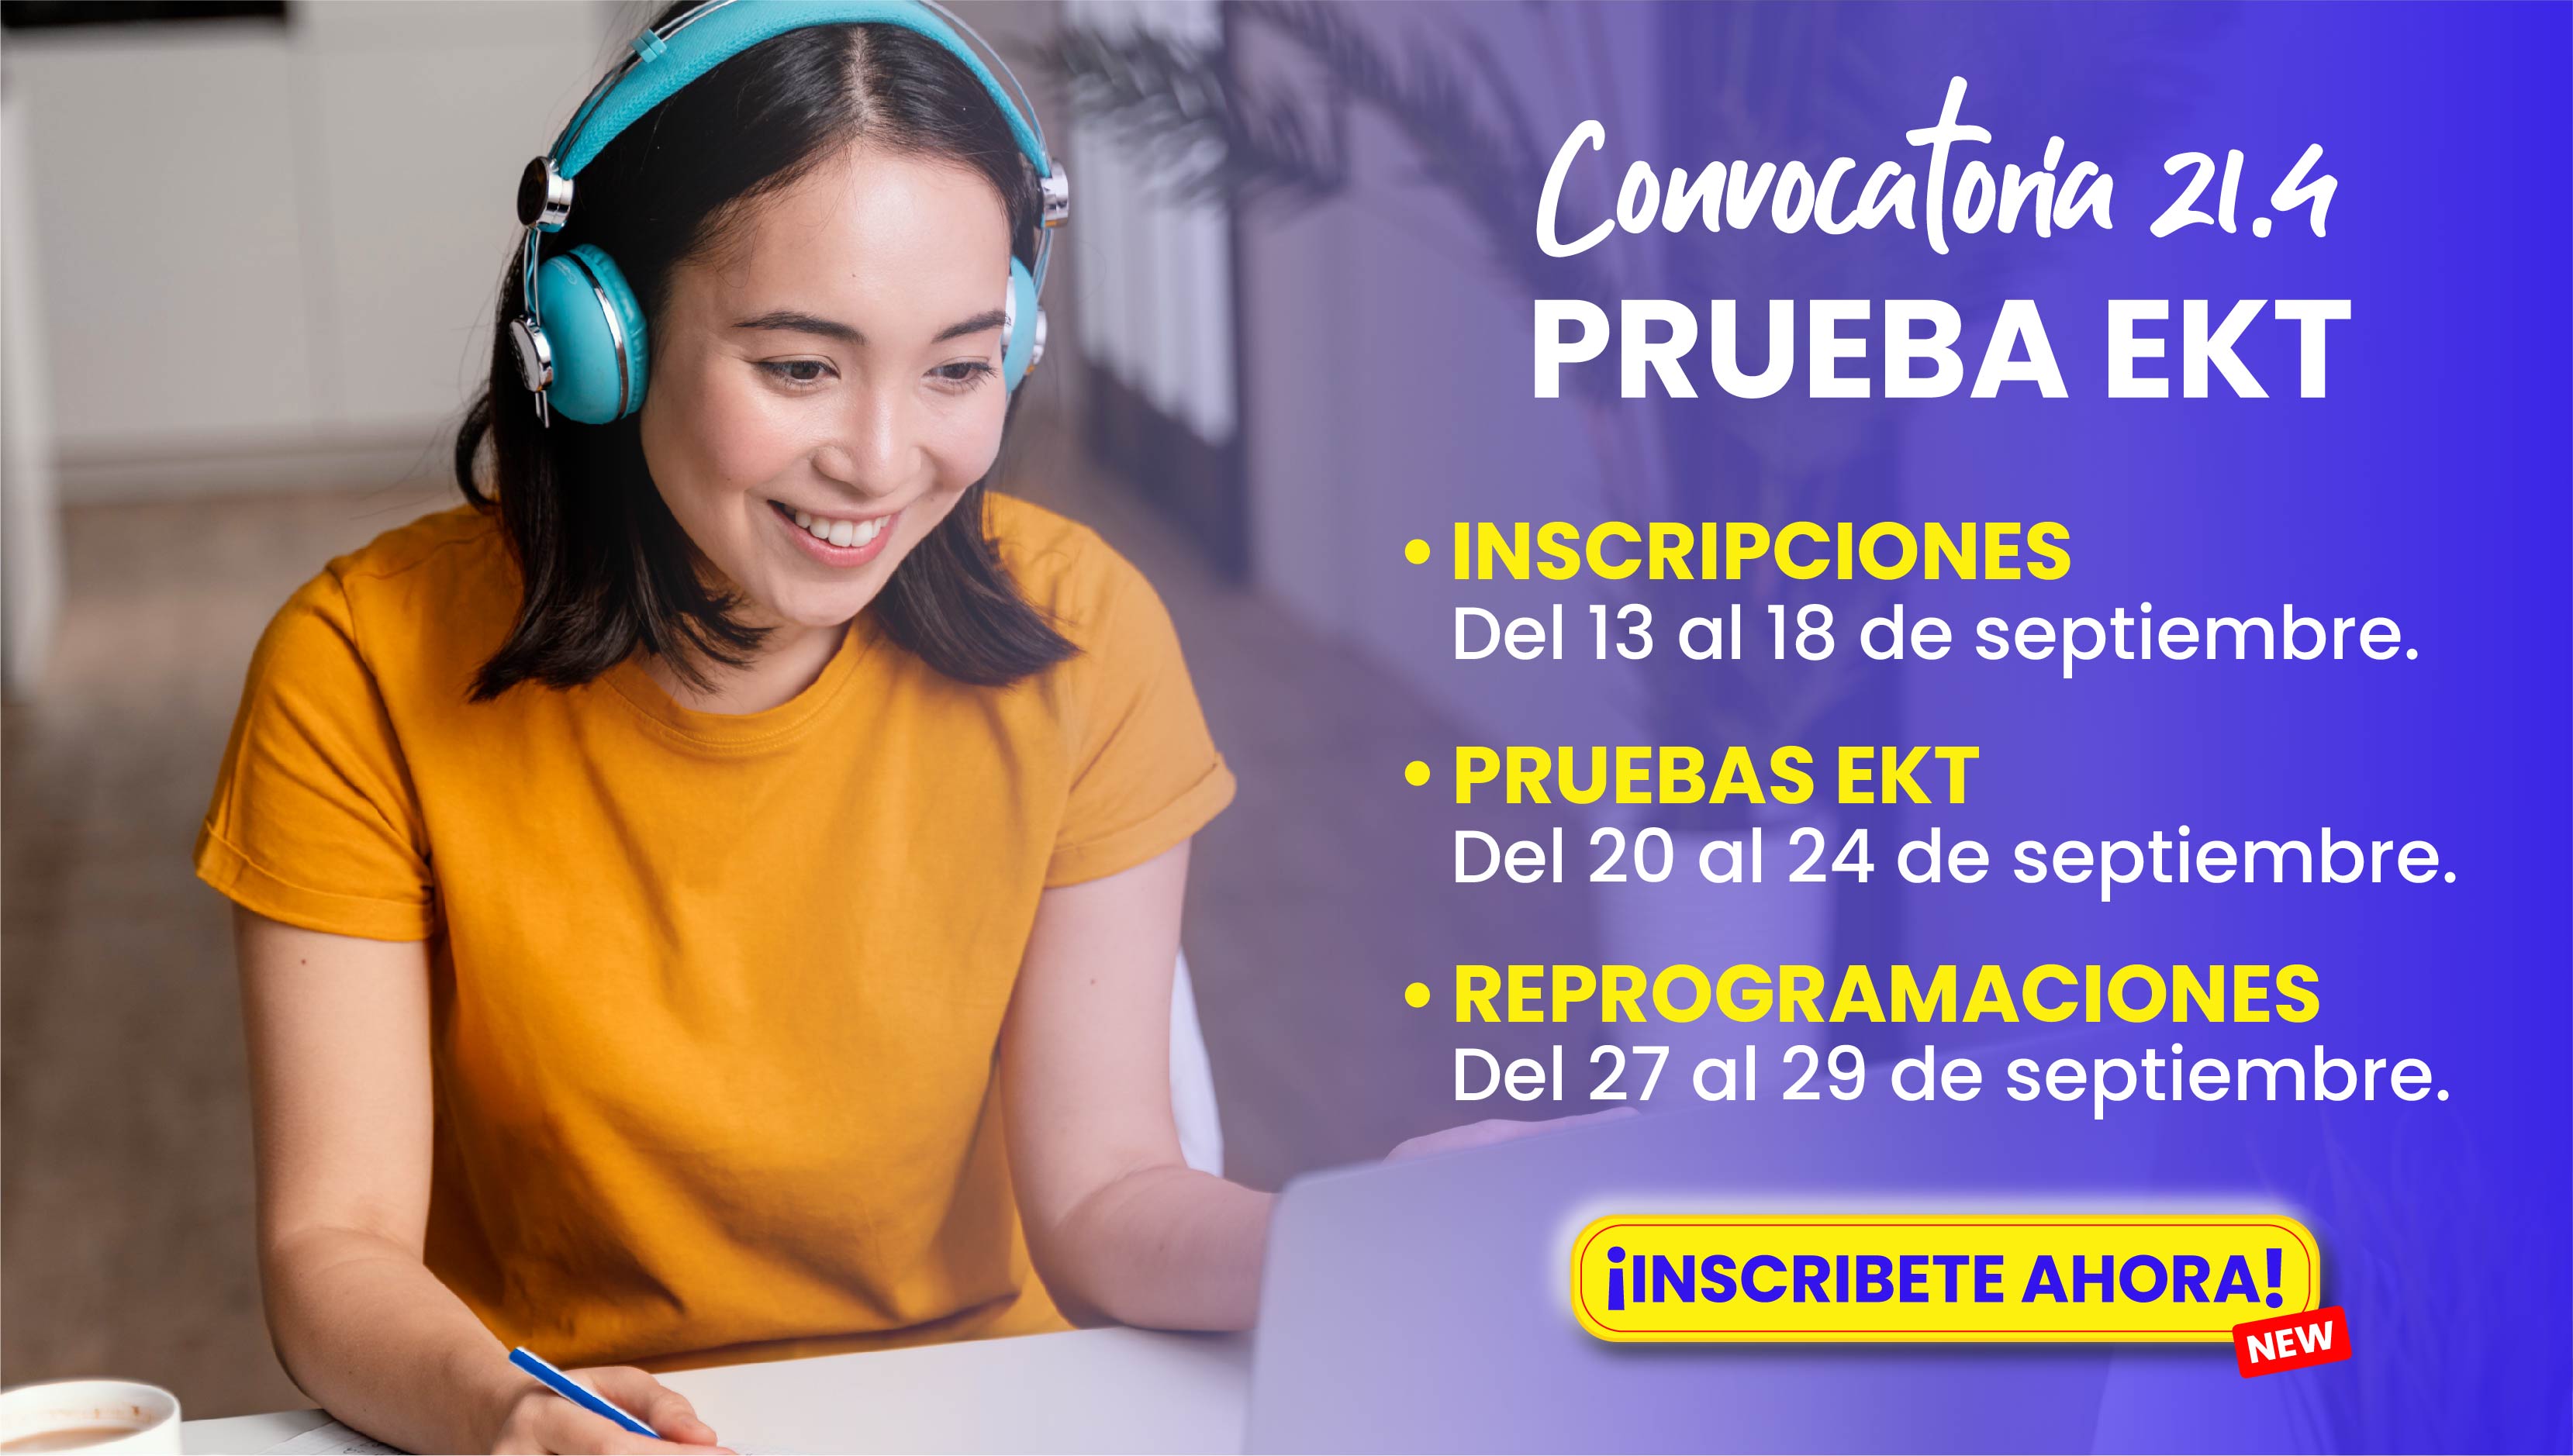 Convocatoria 21.4
PRUEBA EKT
• INSCRIPCIONES
Del 13 al 18 de septiembre.
• PRUEBAS EKT
Del 20 al 24 de septiembre.
• REPROGRAMACIONES
Del 27 al 29 de septiembre.
¡INSCRIBETE AHORA!
NEW